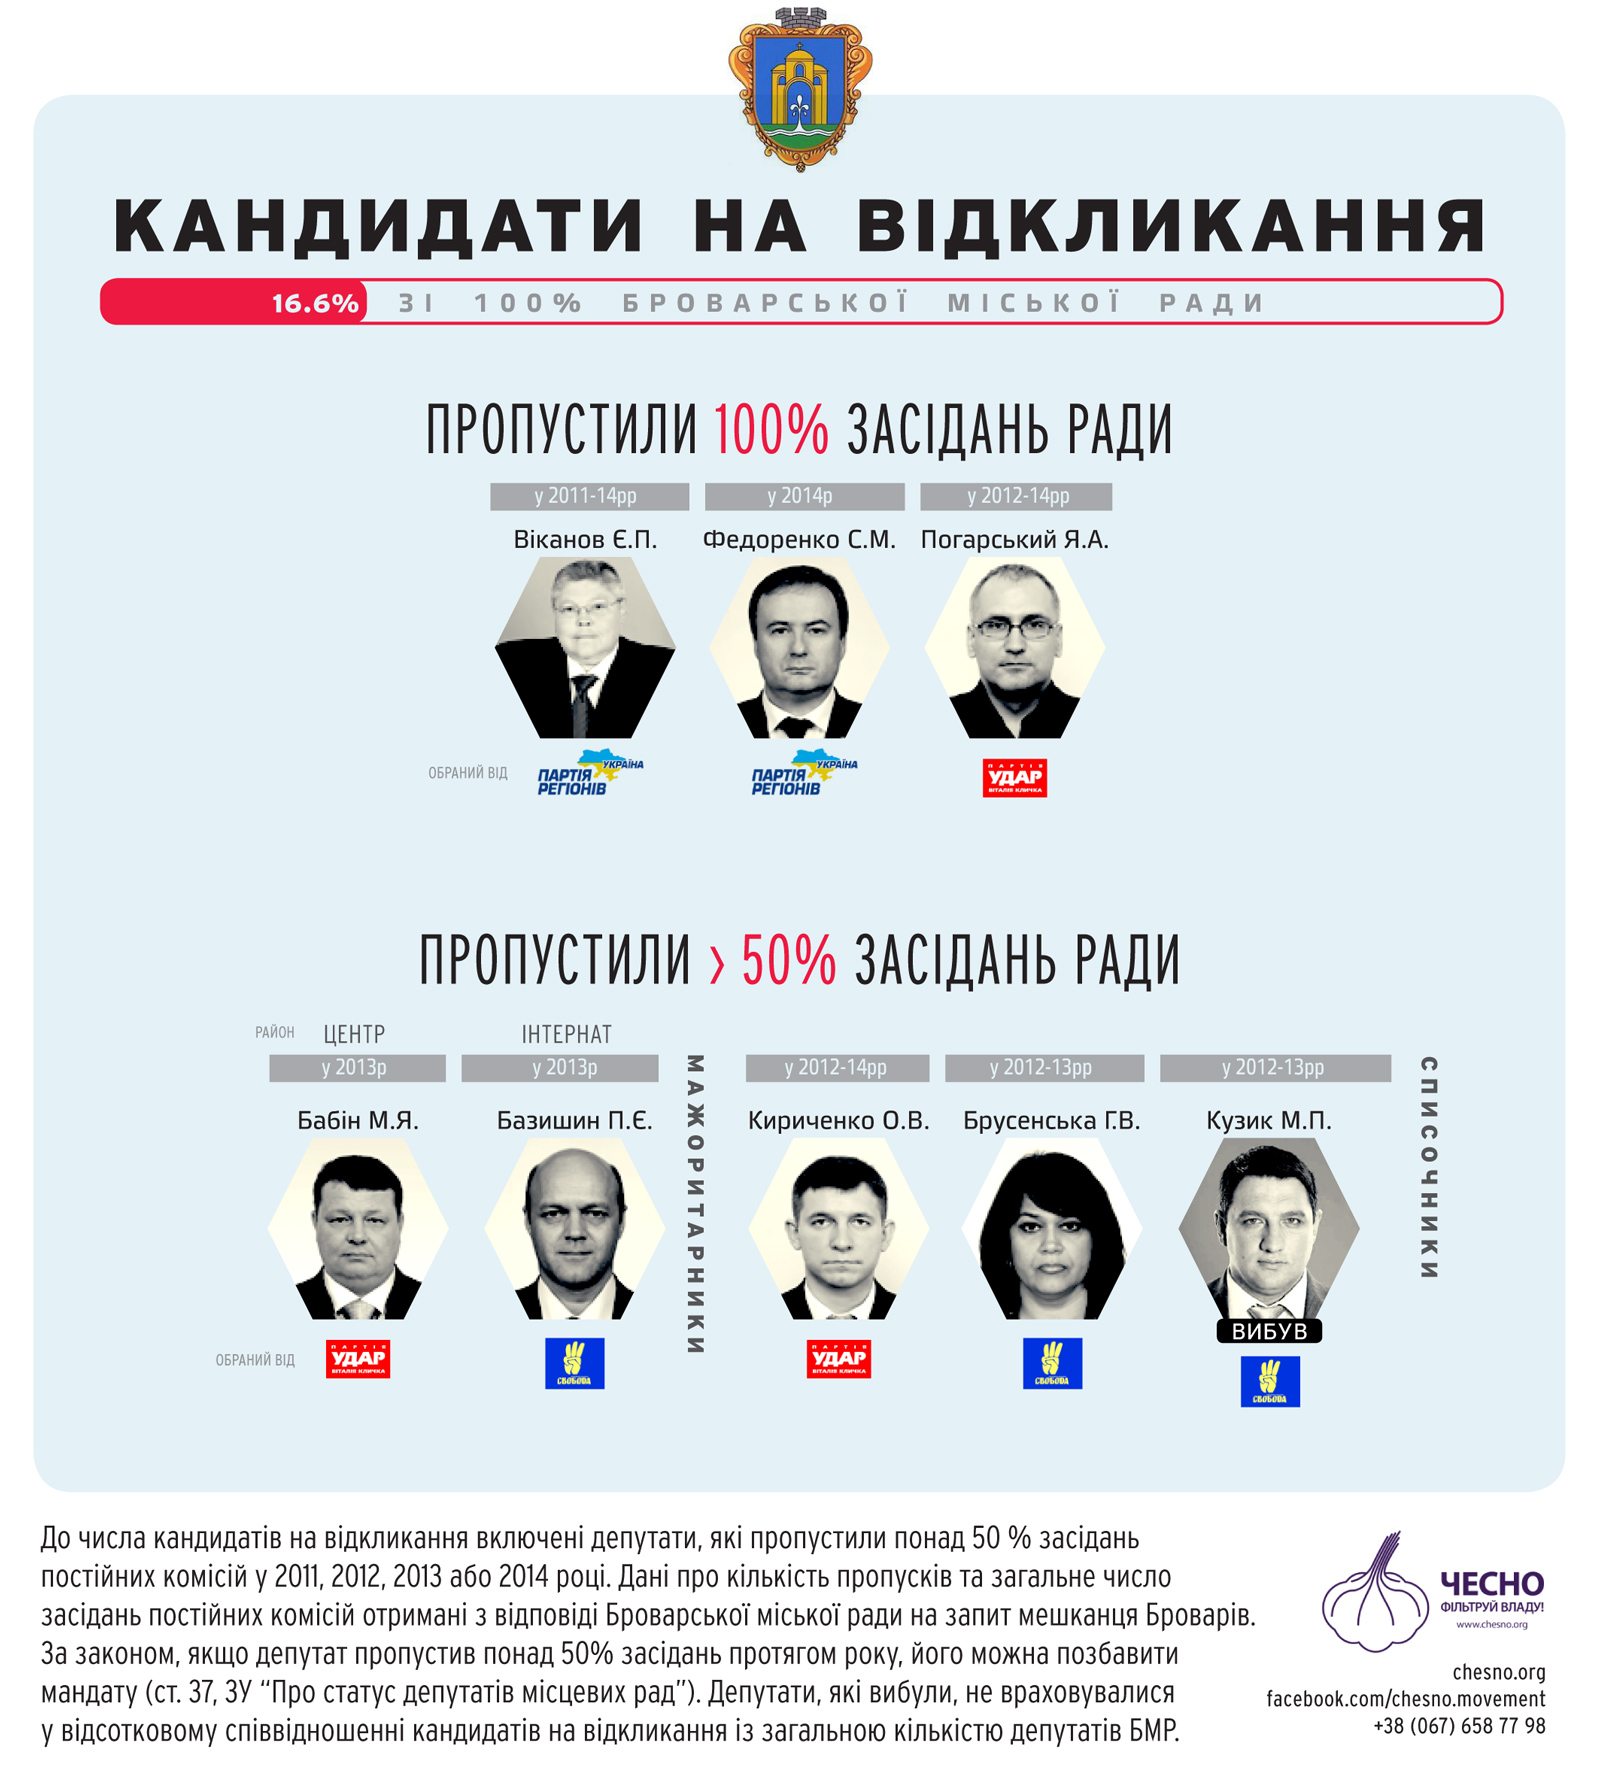 КАНДИДАТИ НА ВІДКЛИКАННЯ
16.6% ЗІ 100% БРОВАРСЬКОЇ МІСЬКОЇ РАДИ
ПРОПУСТИЛИ 100% ЗАСІДАНЬ РАДИ
у 2011-14рр у 2014р у 2012-14рр
Віканов Є.П. Федоренко С.М. Погарський Я.А.
ОБРАНИЙ ВІД
ПАРТІЯ РЕГІОНІВ УКРАЇНА
ПАРТІЯ РЕГІОНІВ УКРАЇНА
ПАРТІЯ УДАР ВІТАЛІЯ КЛИЧКА
ПРОПУСТИЛИ > 50% ЗАСІДАНЬ РАДИ
РАЙОН ЦЕНТР ІНТЕРНАТ
у 2013р у 2013р у 2012-14рр у 2012-13рр у 2012-13рр
Бабін М.Я. Базишин П.Є. Кириченко О.В. Брусенська Г.В. Кузик М.П.
МАЖОРИТАРНИКИ
СПИСОЧНИКИ
ВИБУВ
ОБРАНИЙ ВІД
ПАРТІЯ УДАР ВІТАЛІЯ КЛИЧКА
СВОБОДА
ПАРТІЯ УДАР ВІТАЛІЯ КЛИЧКА
СВОБОДА
СВОБОДА
До числа кандидатів на відкликання включені депутати, які пропустили понад 50 % засідань
постійних комісій у 2011, 2012, 2013 або 2014 році. Дані про кількість пропусків та загальне число
засідань постійних комісій отримані з відповіді Броварської міської ради на запит мешканця Броварів.
За законом, якщо депутат пропустив понад 50% засідань протягом року, його можна позбавити
мандату (ст. 37, ЗУ “Про статус депутатів місцевих рад”). Депутати, які вибули, не враховувалися
у відсотковому співвідношенні кандидатів на відкликання із загальною кількістю депутатів БМР.
ЧЕСНО
ФІЛЬТРУЙ ВЛАДУ!
www.chesno.org
chesno.org
facebook.com/chesno.movement
+38 (067) 658 77 98